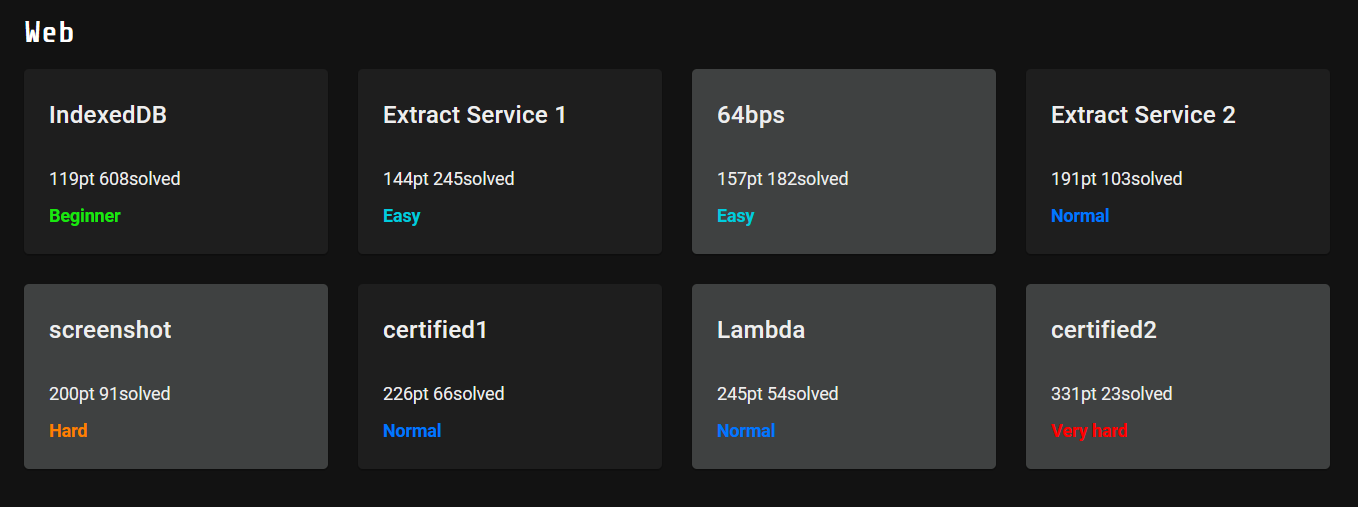 Web
IndexedDB
119pt 608solved
Beginner
Extract Service 1
144pt 245solved
Easy
64bps
157pt 182solved
Easy
Extract Service 2
191pt 103solved
Normal
screenshot
200pt 91solved
Hard
certified1
226pt 66solved
Normal
Lambda
245pt 54solved
Normal
certified2
331pt 23solved
Very hard